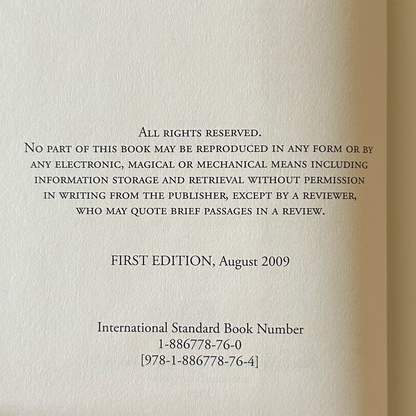 All rights reserved.
No part of this book may be reproduced in any form or by
any electronic, magical or mechanical means including
information storage and retrieval without permission
in writing from the publisher, except by a reviewer,
who may quote brief passages in a review.
FIRST EDITION, August 2009
International Standard Book Number
1-886778-76-0
[978-1-886778-76-4]